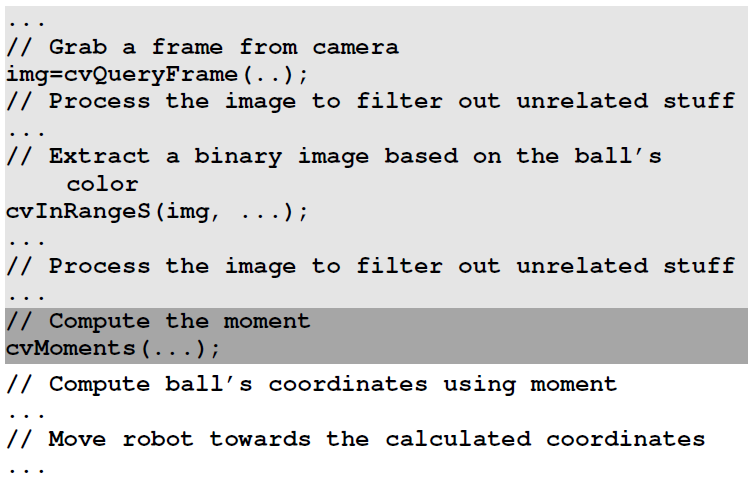 ...
// Grab a frame from camera
img=cvQueryFrame(..);
// Process the image to filter out unrelated stuff
...
// Extract a binary image based on the ball’s
color
cvInRangeS(img, ...);
...
// Process the image to filter out unrelated stuff
...
// Compute the moment
cvMoments(...);
// Compute ball’s coordinates using moment
...
// Move robot towards the calculated coordinates
...